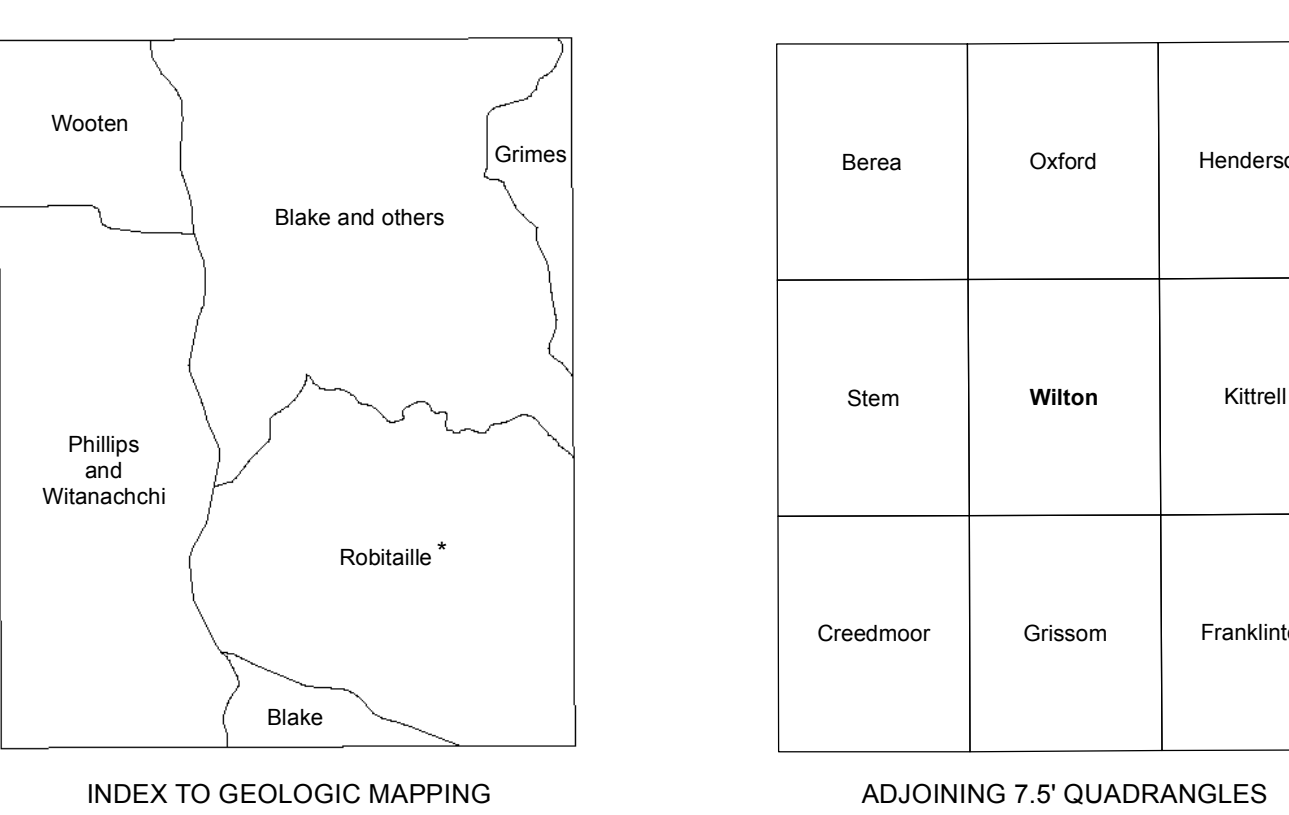 Wooten
Grimes
Blake and others
Phillips
and
Witanachchi
Robitaille *
Blake
INDEX TO GEOLOGIC MAPPING
Berea
Oxford
Stem
Wilton
Kittrell
Creedmoor
Grissom
ADJOINING 7.5' QUADRANGLES